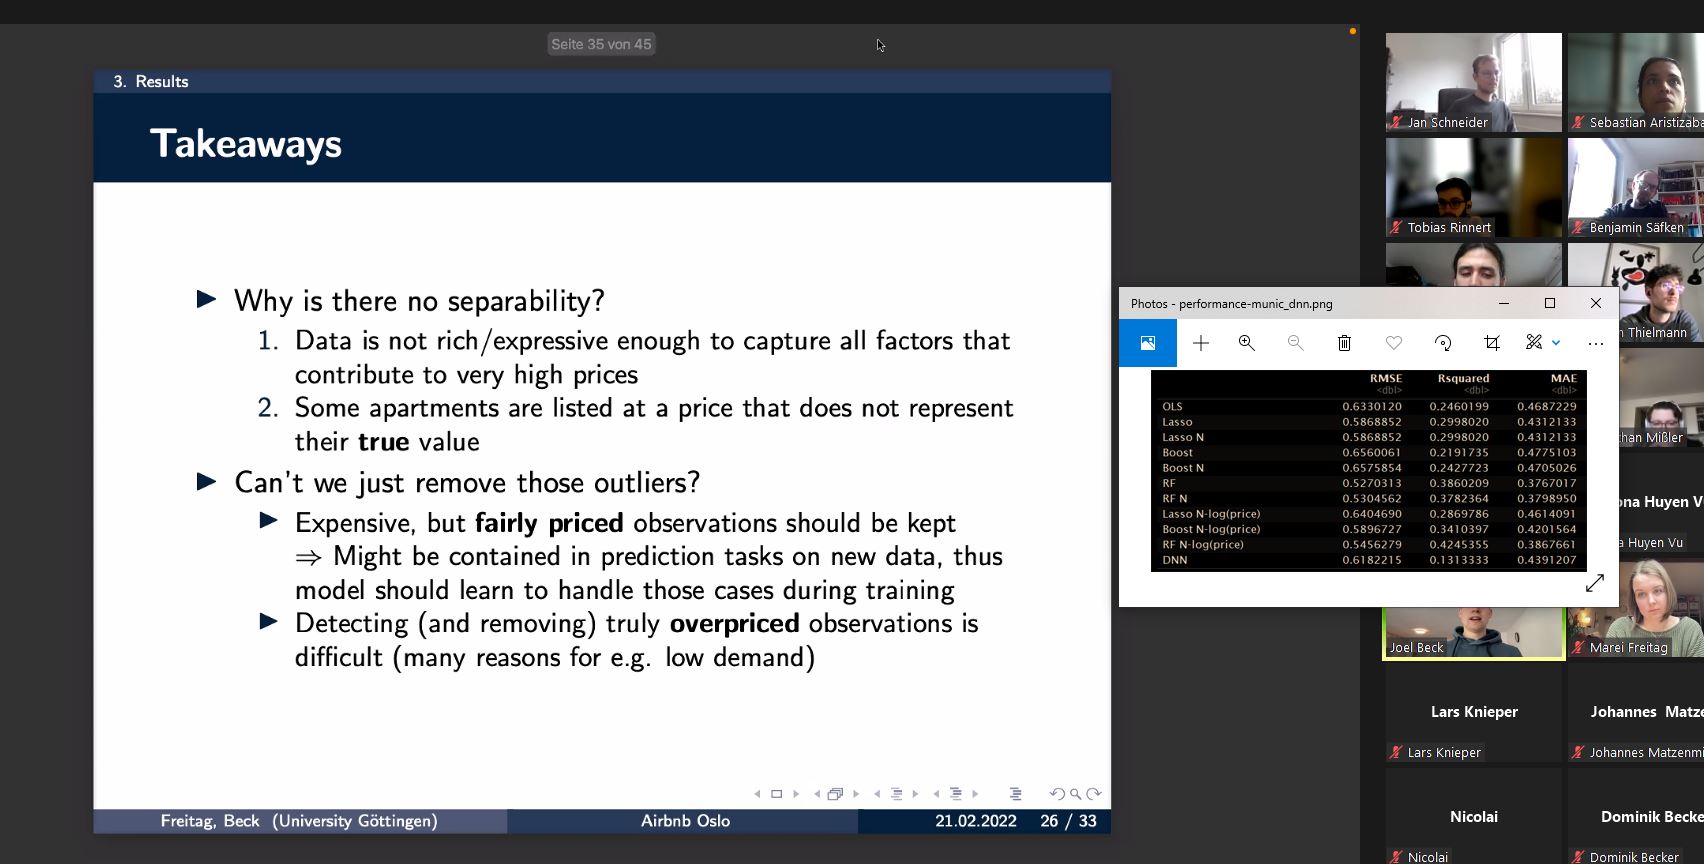 Seite 35 von 45
3. Results
Takeaways
▶ Why is there no separability?
1. Data is not rich/expressive enough to capture all factors that
contribute to very high prices
2. Some apartments are listed at a price that does not represent
their true value
▶ Can't we just remove those outliers?
▶ Expensive, but fairly priced observations should be kept
⇒ Might be contained in prediction tasks on new data, thus
model should learn to handle those cases during training
▶ Detecting (and removing) truly overpriced observations is
difficult (many reasons for e.g. low demand)
Freitag, Beck (University Göttingen) Airbnb Oslo 21.02.2022 26 / 33
Jan Schneider
Sebastian Aristizaba
Tobias Rinnert
Benjamin Säfken
Thielmann
Photos - performance-munic_dnn.png
RMSE Rsquared MAE
<dbl> <dbl> <dbl>
OLS 0.6330120 0.2460199 0.4687229
Lasso 0.5868852 0.2998020 0.4312133
Lasso N 0.5868852 0.2998020 0.4312133
Boost 0.6560061 0.2191735 0.4775103
Boost N 0.6575854 0.2427723 0.4705026
RF 0.5270313 0.3860209 0.3767017
RF N 0.5304562 0.3782364 0.3798950
Lasso N-log(price) 0.6404690 0.2869786 0.4614091
Boost N-log(price) 0.5896727 0.3410397 0.4201564
RF N-log(price) 0.5456279 0.4245355 0.3867661
DNN 0.6182215 0.1313333 0.4391207
han Mißler
ona Huyen V
a Huyen Vu
Joel Beck
Marei Freitag
Lars Knieper
Johannes Matze
Lars Knieper
Johannes Matzenmi
Nicolai
Dominik Becke
Nicolai
Dominik Becker